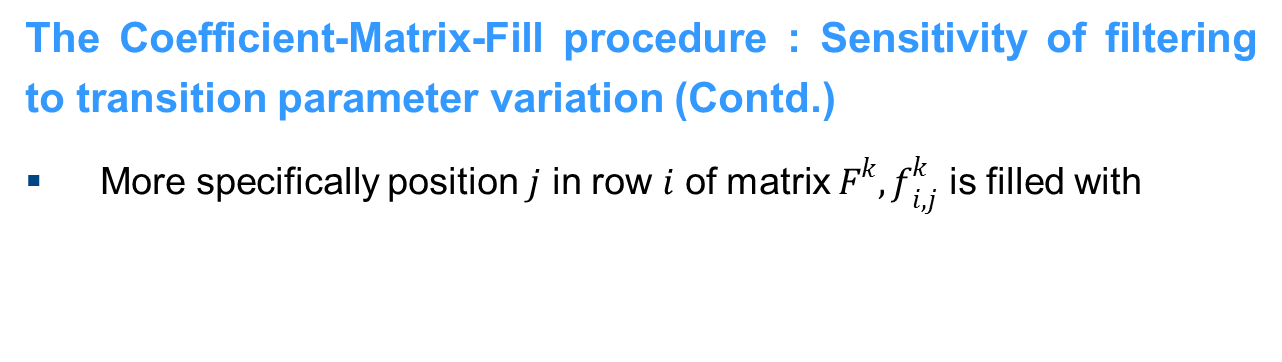 The Coefficient-Matrix-Fill procedure : Sensitivity of filtering
to transition parameter variation (Contd.)
▪ More specifically position j in row i of matrix F^k, f^k_{i,j} is filled with